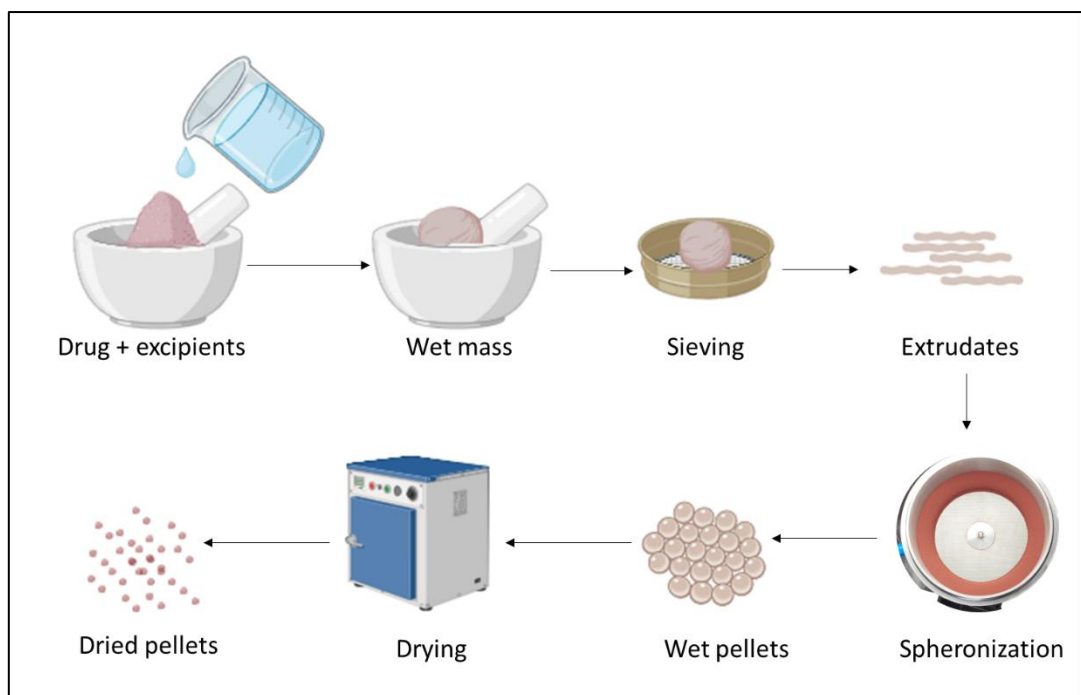 Drug + excipients
Wet mass
Sieving
Extrudates
Spheronization
Wet pellets
Drying
Dried pellets